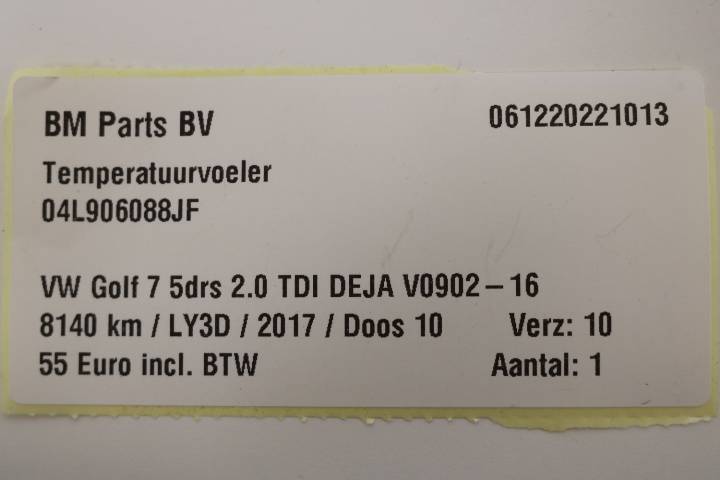 BM Parts BV 061220221013
Temperatuurvoeler
04L906088JF
VW Golf 7 5drs 2.0 TDI DEJA V0902 – 16
8140 km / LY3D / 2017 / Doos 10 Verz: 10
55 Euro incl. BTW Aantal: 1